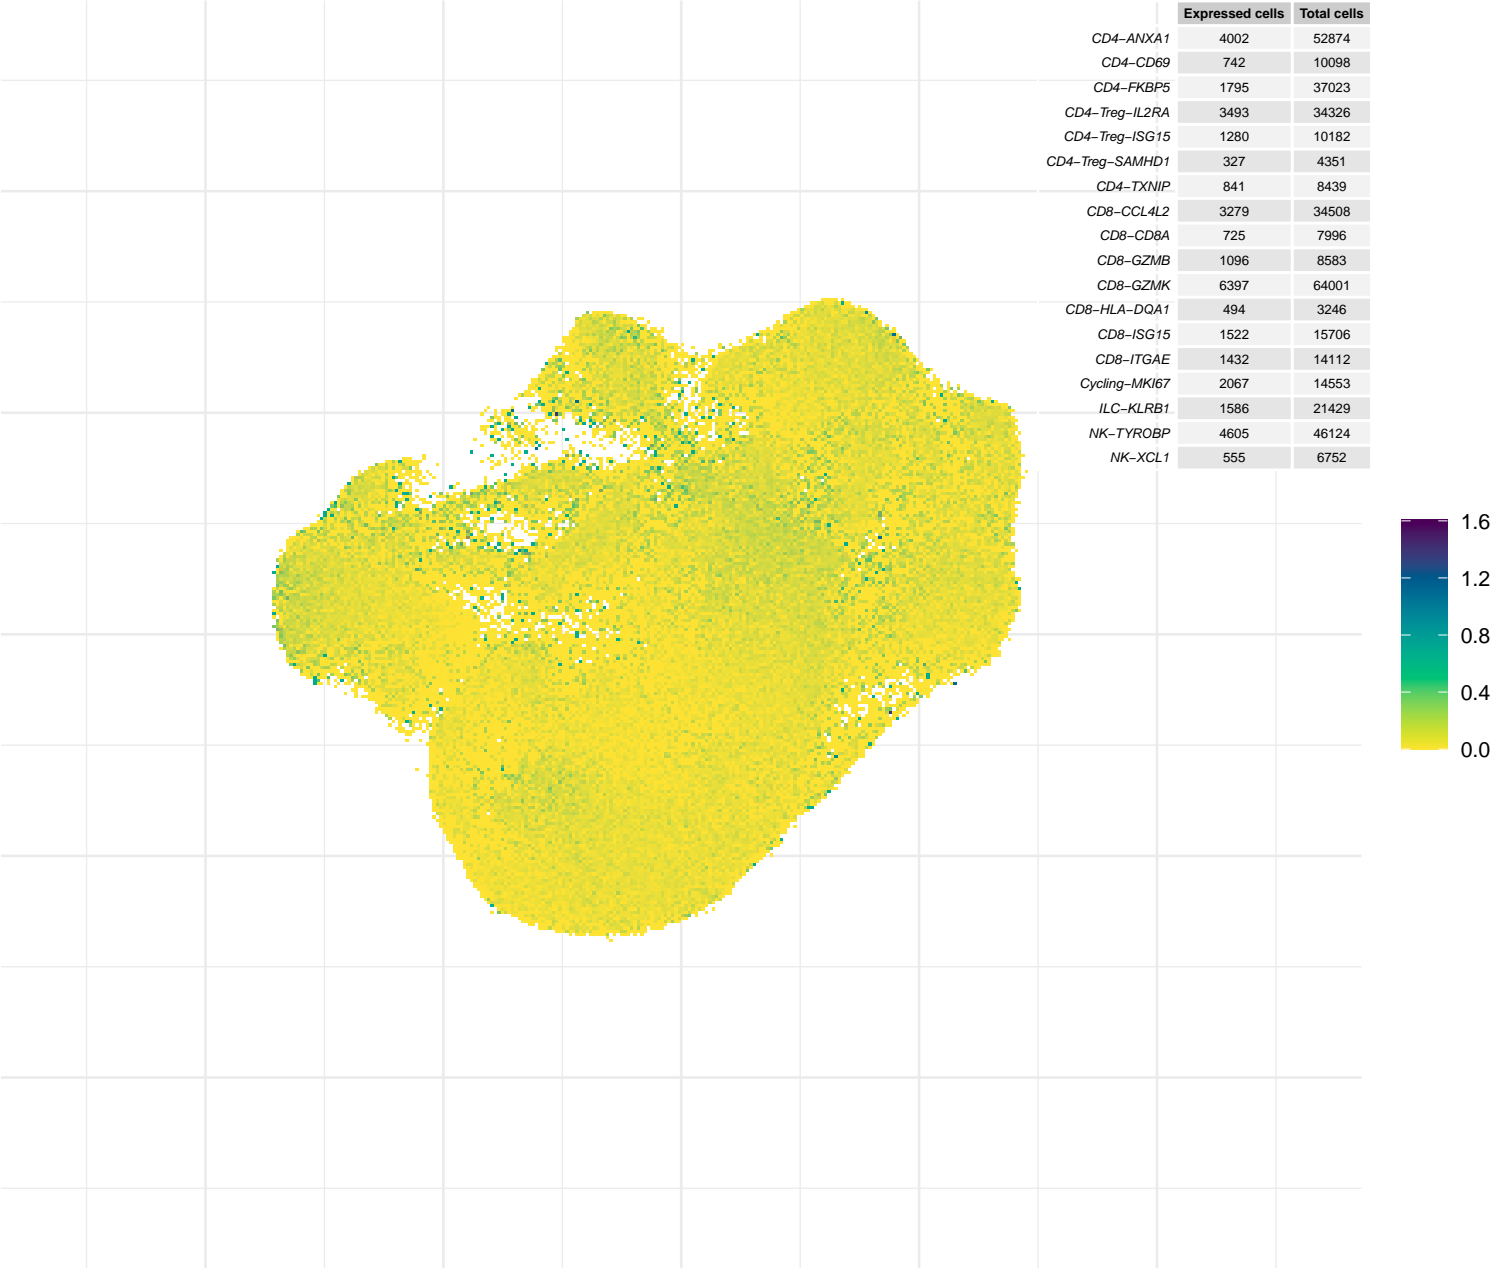 Expressed cells Total cells
CD4−ANXA1 4002 52874
CD4−CD69 742 10098
CD4−FKBP5 1795 37023
CD4−Treg−IL2RA 3493 34326
CD4−Treg−ISG15 1280 10182
CD4−Treg−SAMHD1 327 4351
CD4−TXNIP 841 8439
CD8−CCL4L2 3279 34508
CD8−CD8A 725 7996
CD8−GZMB 1096 8583
CD8−GZMK 6397 64001
CD8−HLA−DQA1 494 3246
CD8−ISG15 1522 15706
CD8−ITGAE 1432 14112
Cycling−MKI67 2067 14553
ILC−KLRB1 1586 21429
NK−TYROBP 4605 46124
NK−XCL1 555 6752
1.6
1.2
0.8
0.4
0.0